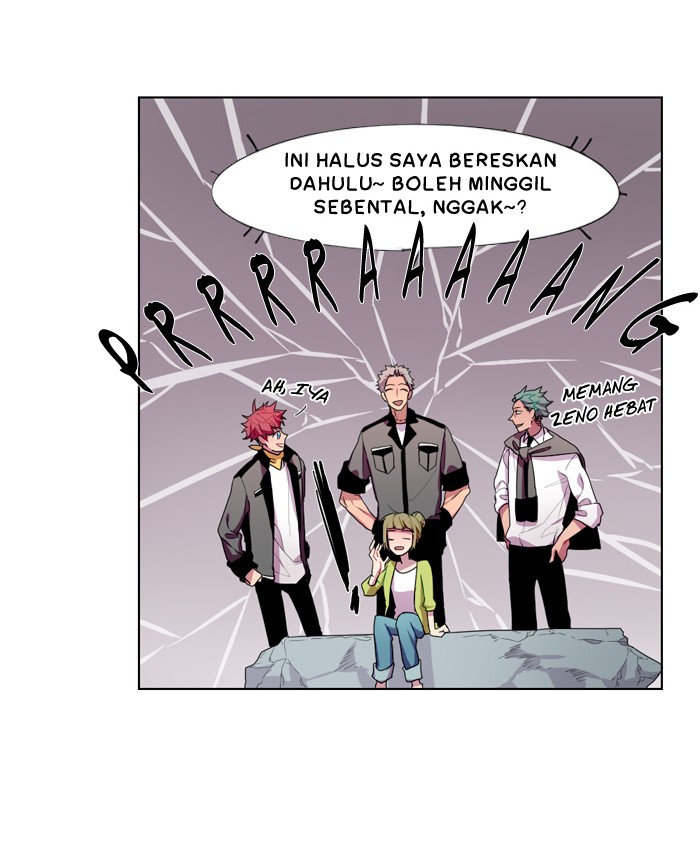 INI HALUS SAYA BERESKAN
DAHULU~ BOLEH MINGGIL
SEBENTAL, NGGAK~?
PRRRRAAAAANG
AH, IYA
MEMANG
ZENO HEBAT
!